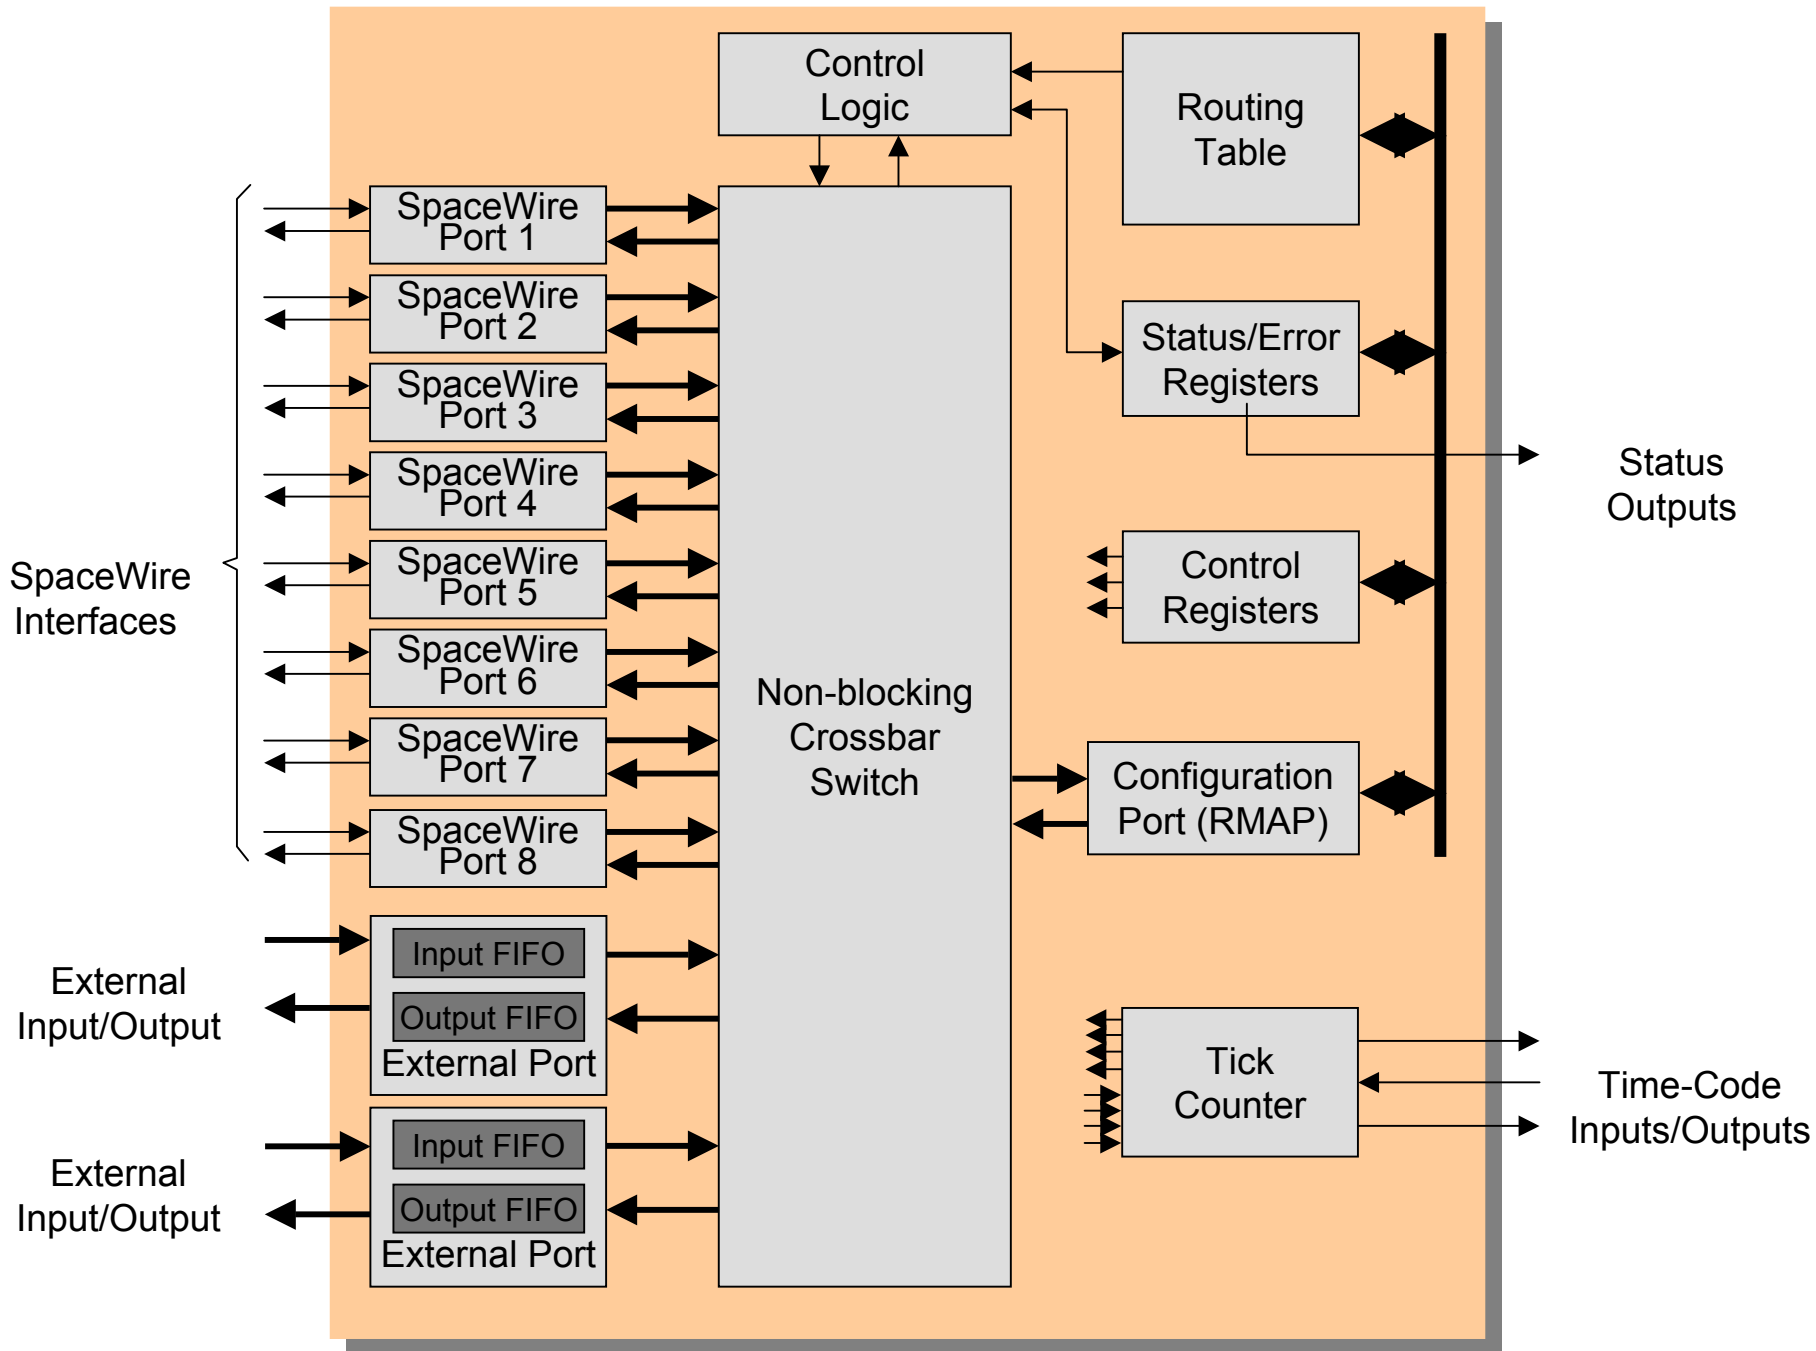 Control
Logic
Routing
Table
SpaceWire
Port 1
SpaceWire
Port 2
SpaceWire
Port 3
SpaceWire
Port 4
SpaceWire
Port 5
SpaceWire
Port 6
SpaceWire
Port 7
SpaceWire
Port 8
SpaceWire
Interfaces
Input FIFO
Output FIFO
External Port
External
Input/Output
Input FIFO
Output FIFO
External Port
External
Input/Output
Non-blocking
Crossbar
Switch
Status/Error
Registers
Status
Outputs
Control
Registers
Configuration
Port (RMAP)
Tick
Counter
Time-Code
Inputs/Outputs